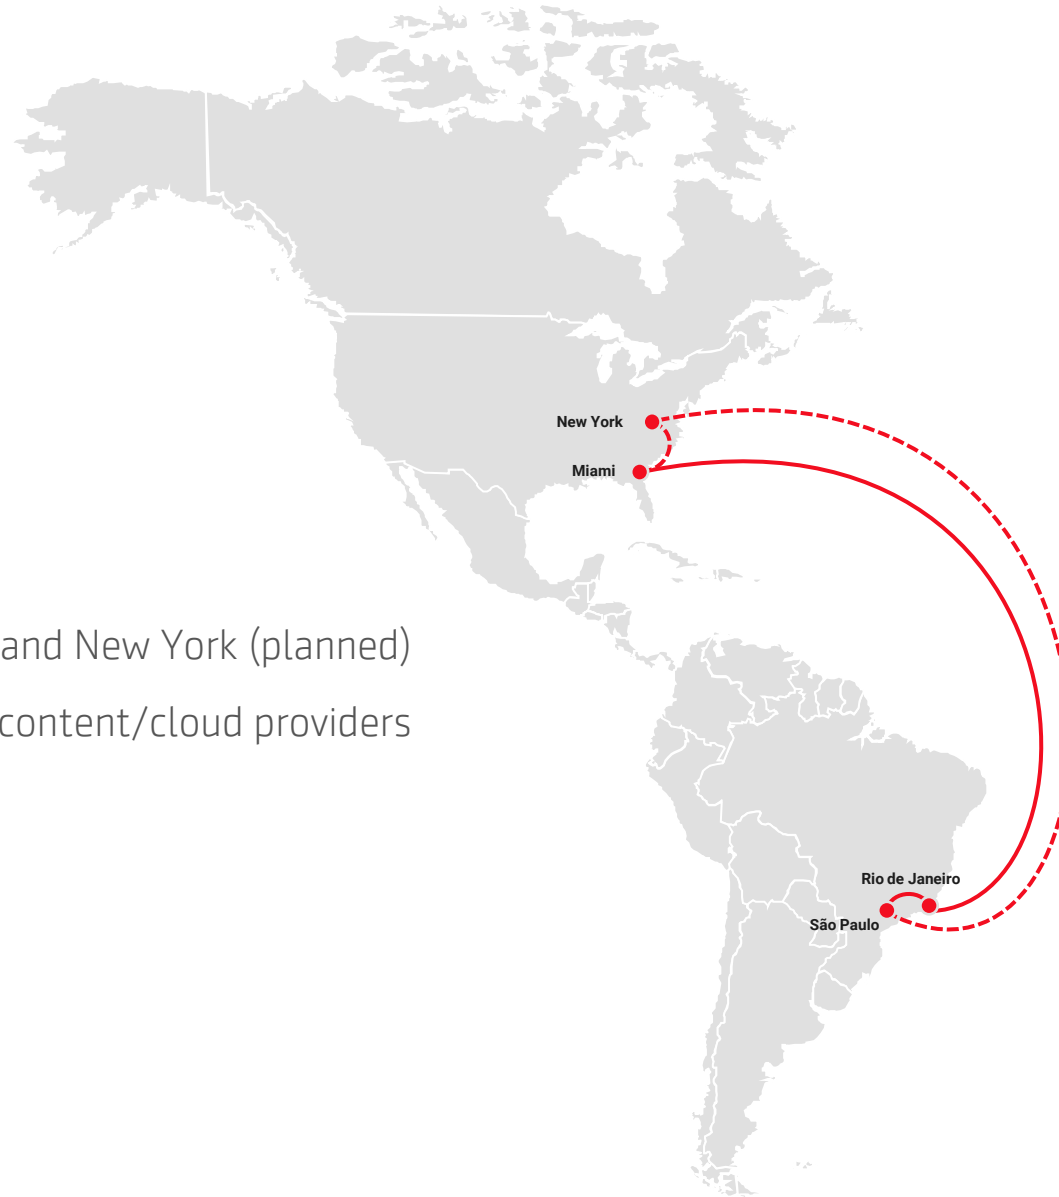 New York
Miami
and New York (planned)
content/cloud providers
Rio de Janeiro
São Paulo